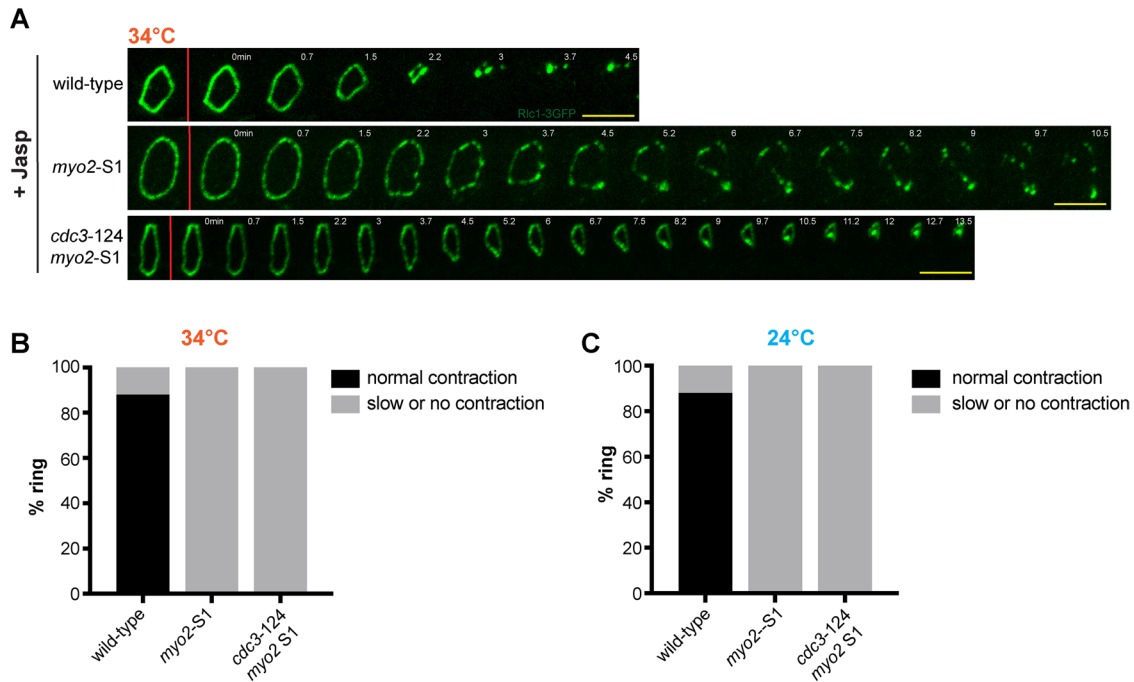 A
34°C
+ Jasp
wild-type
0min 0.7 1.5 2.2 3 3.7 4.5
Rlc1-3GFP
myo2-S1
0min 0.7 1.5 2.2 3 3.7 4.5 5.2 6 6.7 7.5 8.2 9 9.7 10.5
cdc3-124
myo2-S1
0min 0.7 1.5 2.2 3 3.7 4.5 5.2 6 6.7 7.5 8.2 9 9.7 10.5 11.2 12 12.7 13.5
B
34°C
100
80
60
40
20
0
% ring
wild-type
myo2-S1
cdc3-124
myo2 S1
normal contraction
slow or no contraction
C
24°C
100
80
60
40
20
0
% ring
wild-type
myo2--S1
cdc3-124
myo2 S1
normal contraction
slow or no contraction